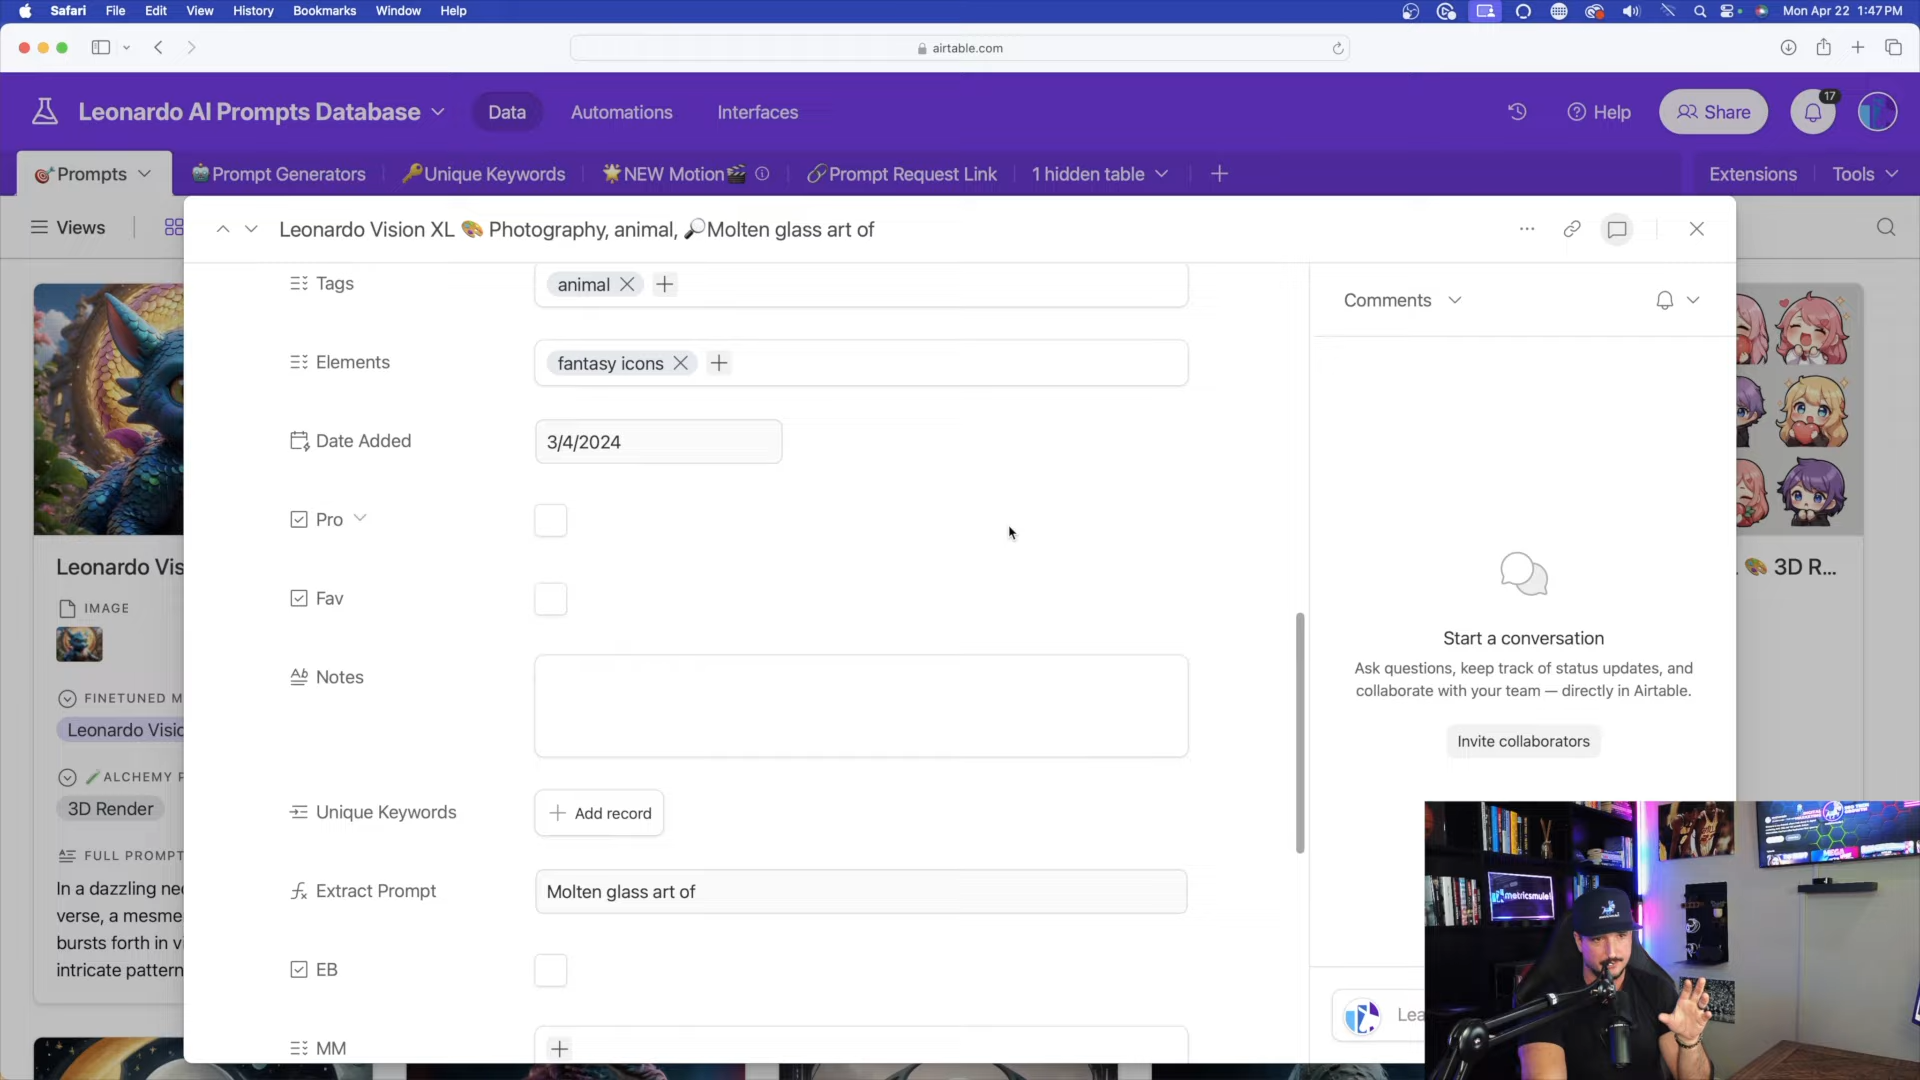 Safari File Edit View History Bookmarks Window Help Mon Apr 22 1:47 PM
airtable.com
Leonardo AI Prompts Database Data Automations Interfaces Help Share 17
Prompts Prompt Generators Unique Keywords NEW Motion Prompt Request Link 1 hidden table Extensions Tools
Views
Leonardo Vision XL 🎨 Photography, animal, 🔎Molten glass art of
Tags animal
Elements fantasy icons
Date Added 3/4/2024
Pro
Fav
Notes
Unique Keywords Add record
Extract Prompt Molten glass art of
EB
MM
Comments
Start a conversation
Ask questions, keep track of status updates, and
collaborate with your team — directly in Airtable.
Invite collaborators
Lea
Leonardo Vis
IMAGE
FINETUNED M
Leonardo Visio
ALCHEMY P
3D Render
FULL PROMPT
In a dazzling ne
verse, a mesme
bursts forth in vi
intricate pattern
3D R...
metricsmule